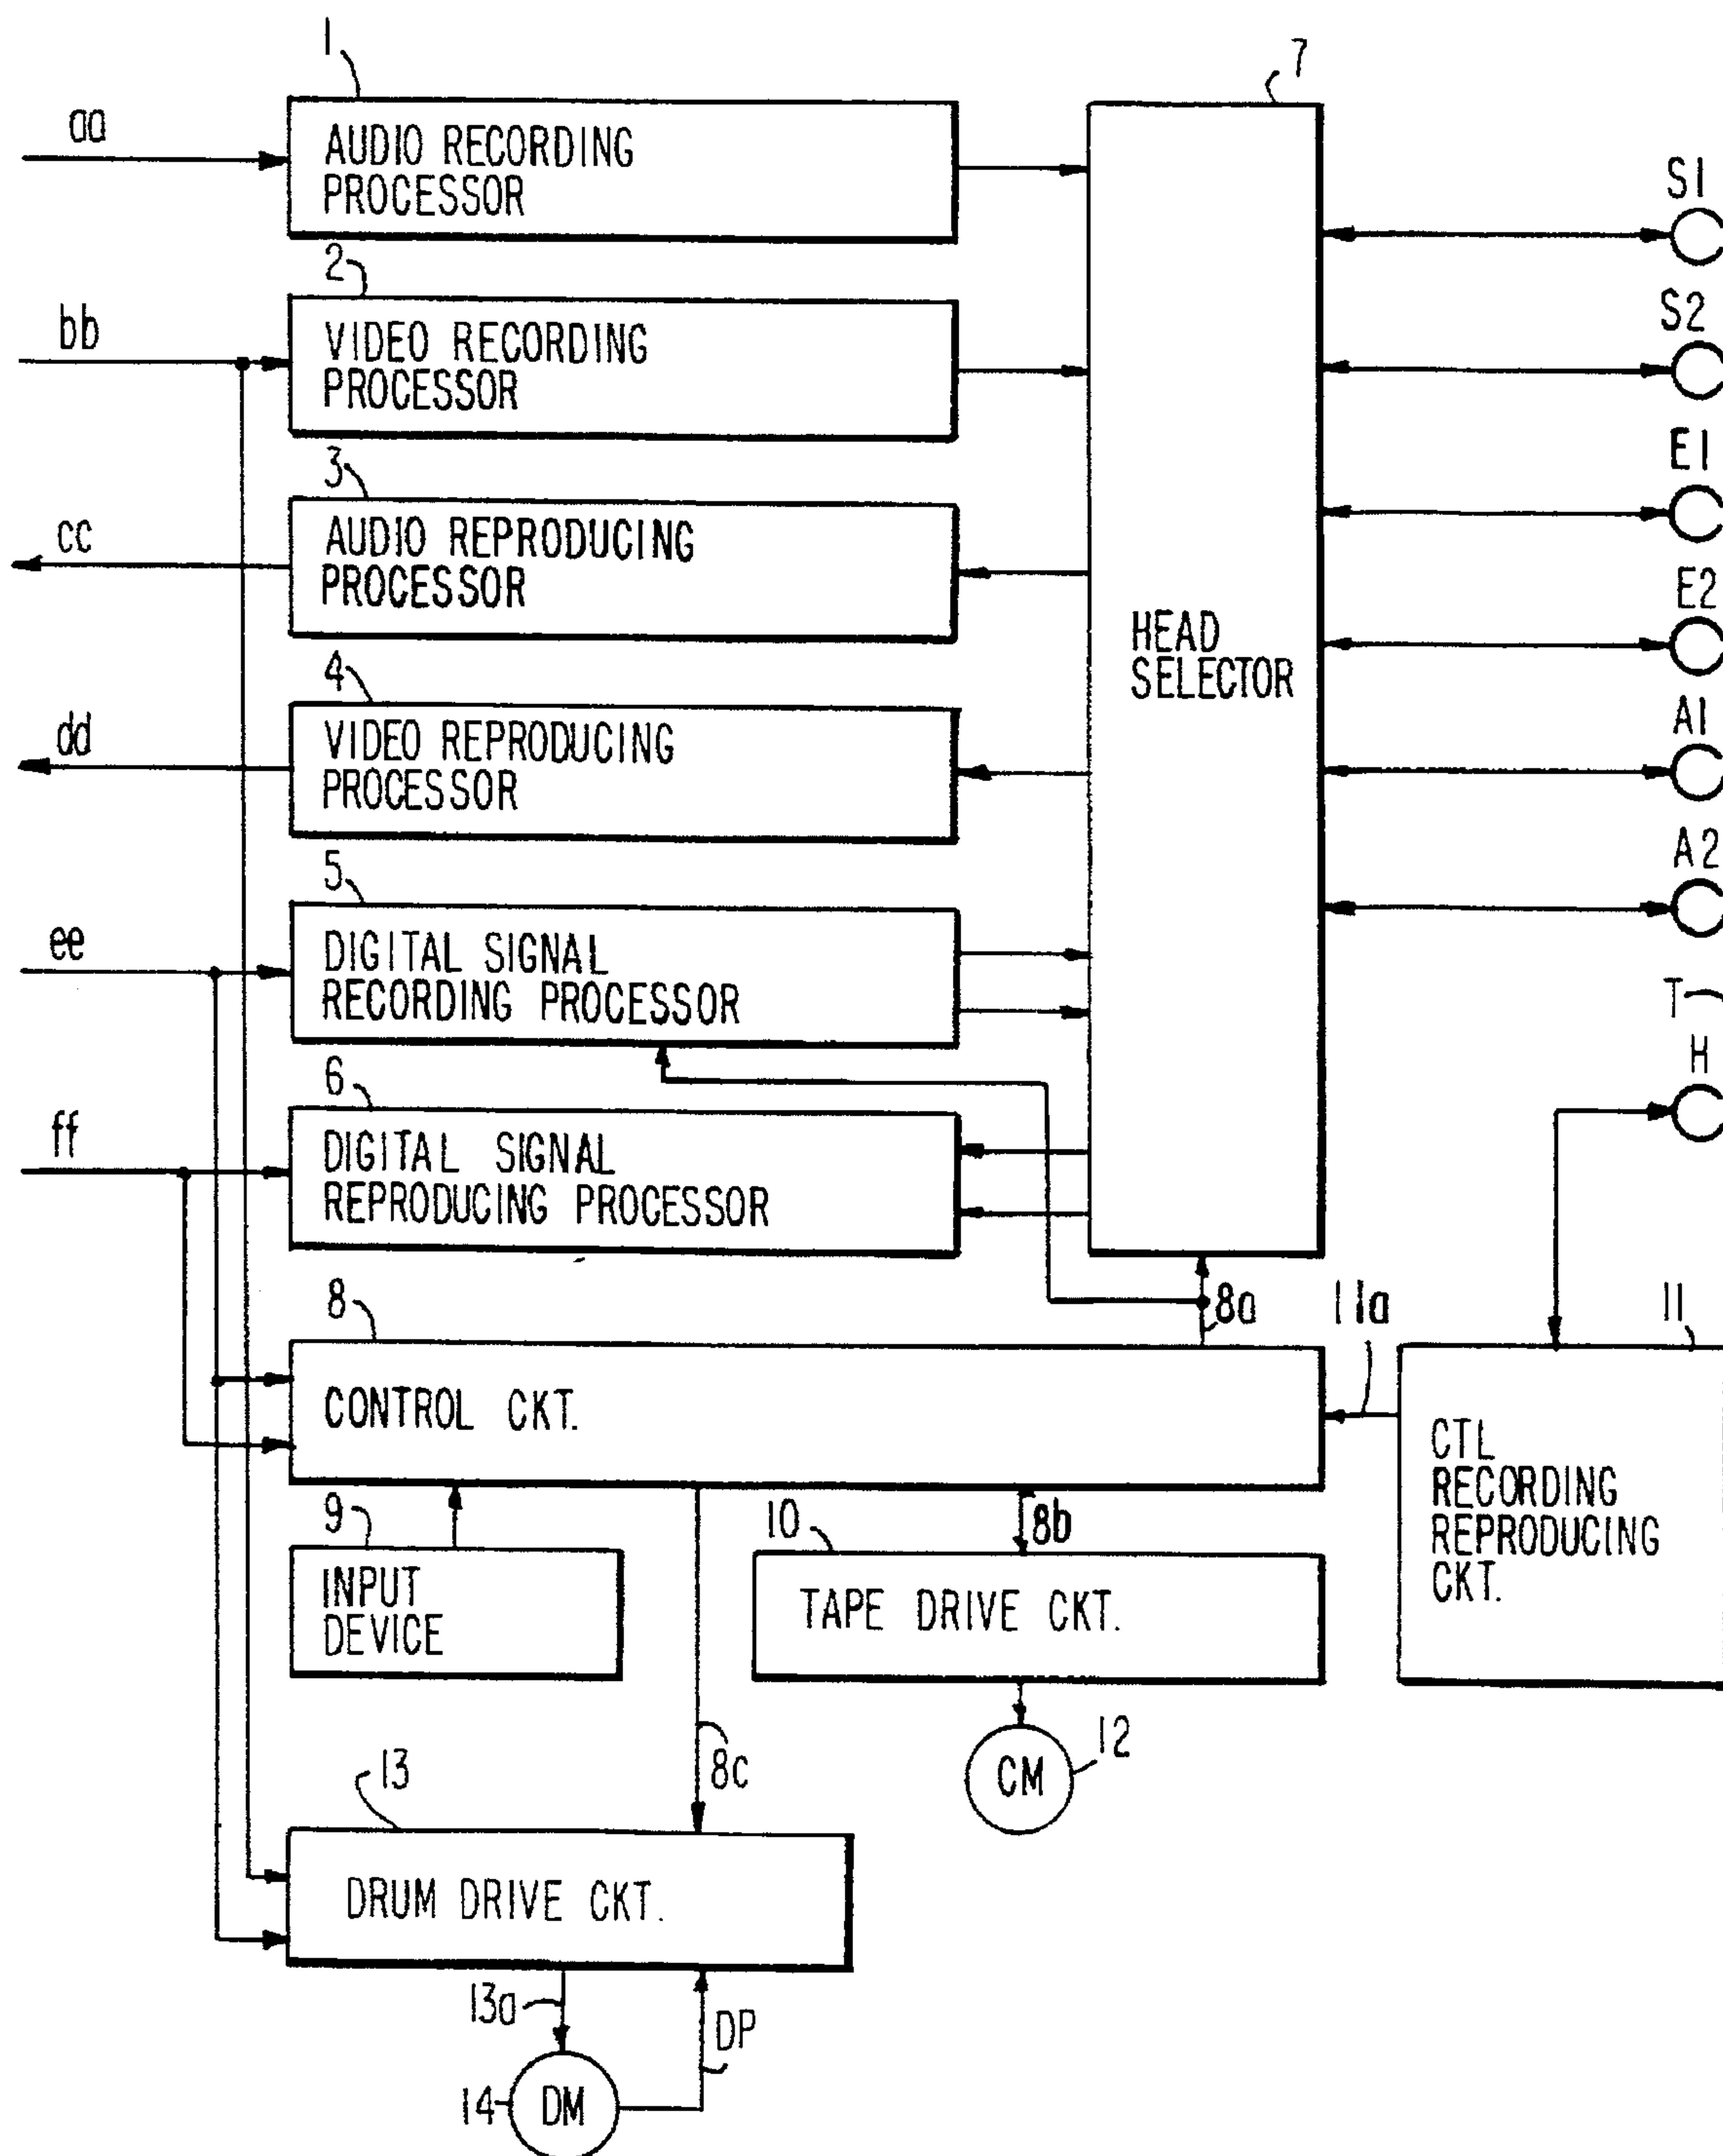 1
7
aa
AUDIO RECORDING
PROCESSOR
S1
2
bb
VIDEO RECORDING
PROCESSOR
S2
3
E1
cc
AUDIO REPRODUCING
PROCESSOR
E2
HEAD
SELECTOR
4
dd
VIDEO REPRODUCING
PROCESSOR
A1
5
A2
ee
DIGITAL SIGNAL
RECORDING PROCESSOR
T
H
6
ff
DIGITAL SIGNAL
REPRODUCING PROCESSOR
8
8a
11a
11
CONTROL CKT.
CTL
RECORDING
REPRODUCING
CKT.
9
10
8b
INPUT
DEVICE
TAPE DRIVE CKT.
8c
CM
12
13
DRUM DRIVE CKT.
13a
DP
14
DM